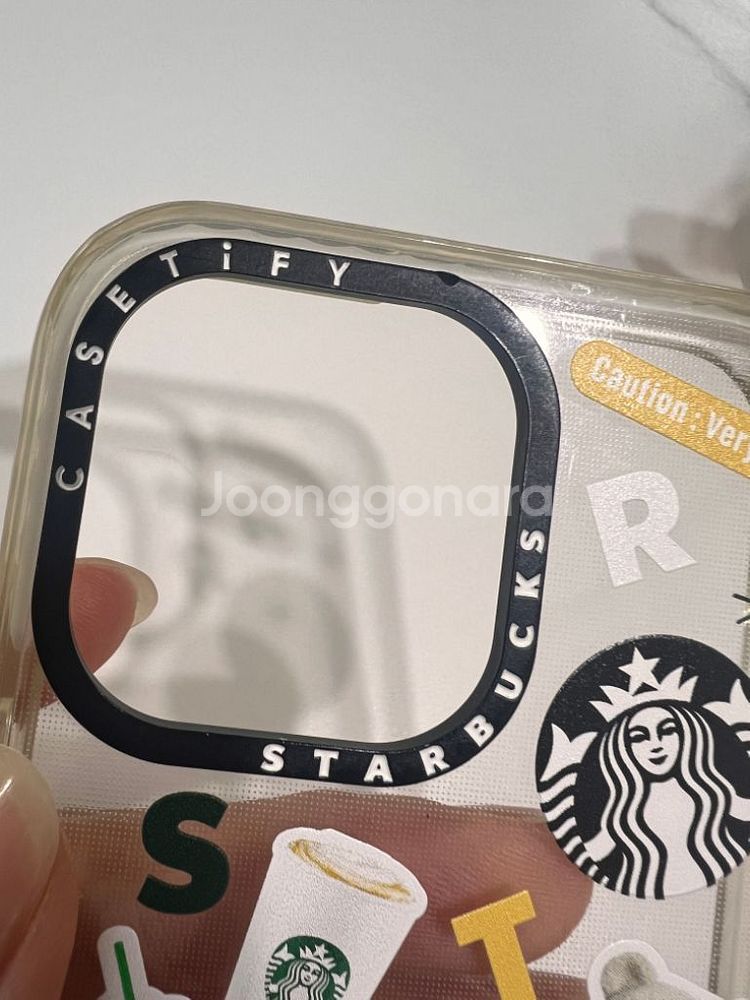 CASETiFY
Caution : Very
Joonggonara
R
STARBUCKS
S
T